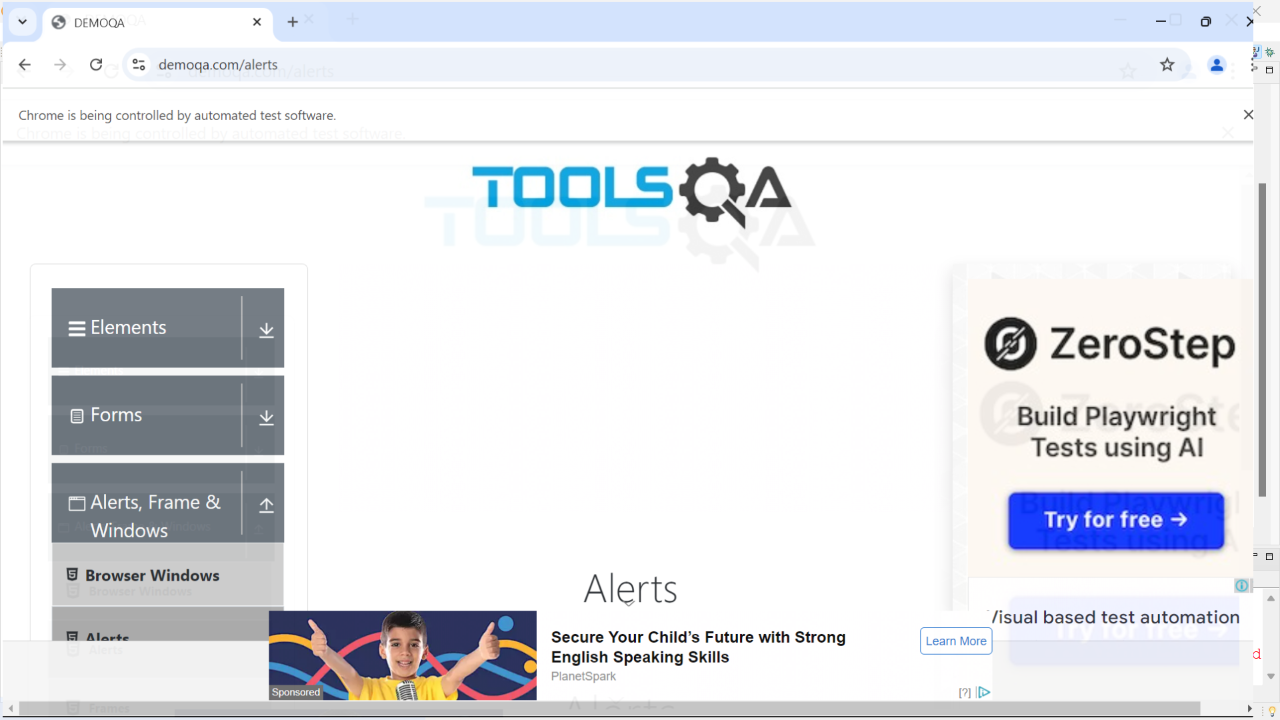 DEMOQA
demoqa.com/alerts
Chrome is being controlled by automated test software.
TOOLSQA
Elements
Forms
Alerts, Frame &
Windows
Browser Windows
Alerts
Frames
ZeroStep
Build Playwright
Tests using AI
Try for free →
Visual based test automation
Alerts
Secure Your Child’s Future with Strong
English Speaking Skills
PlanetSpark
Learn More
Sponsored
[?]